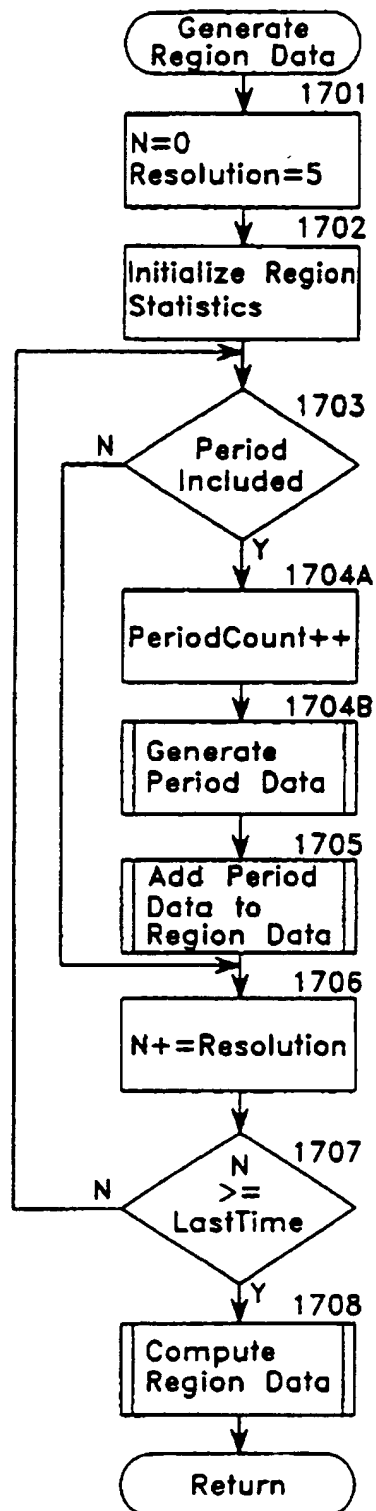 Generate
Region Data
1701
N=0
Resolution=5
1702
Initialize Region
Statistics
1703
N
Period
Included
Y
1704A
PeriodCount++
1704B
Generate
Period Data
1705
Add Period
Data to
Region Data
1706
N+=Resolution
1707
N
N
>=
LastTime
Y
1708
Compute
Region Data
Return